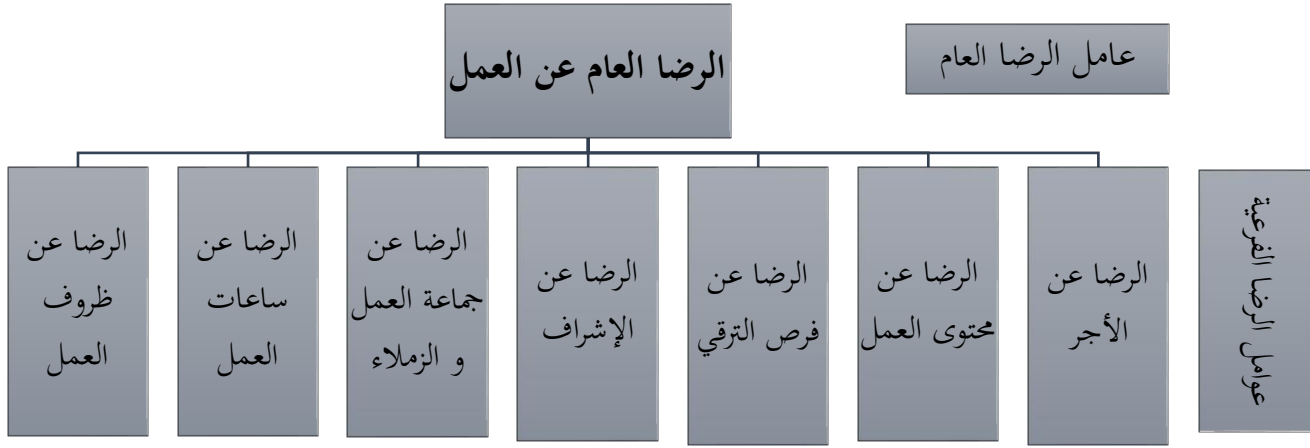 عامل الرضا العام
الرضا العام عن العمل
عوامل الرضا الفرعية
الرضا عن
الأجر
الرضا عن
محتوى العمل
الرضا عن
فرص الترقي
الرضا عن
الإشراف
الرضا عن
جماعة العمل
و الزملاء
الرضا عن
ساعات
العمل
الرضا عن
ظروف
العمل